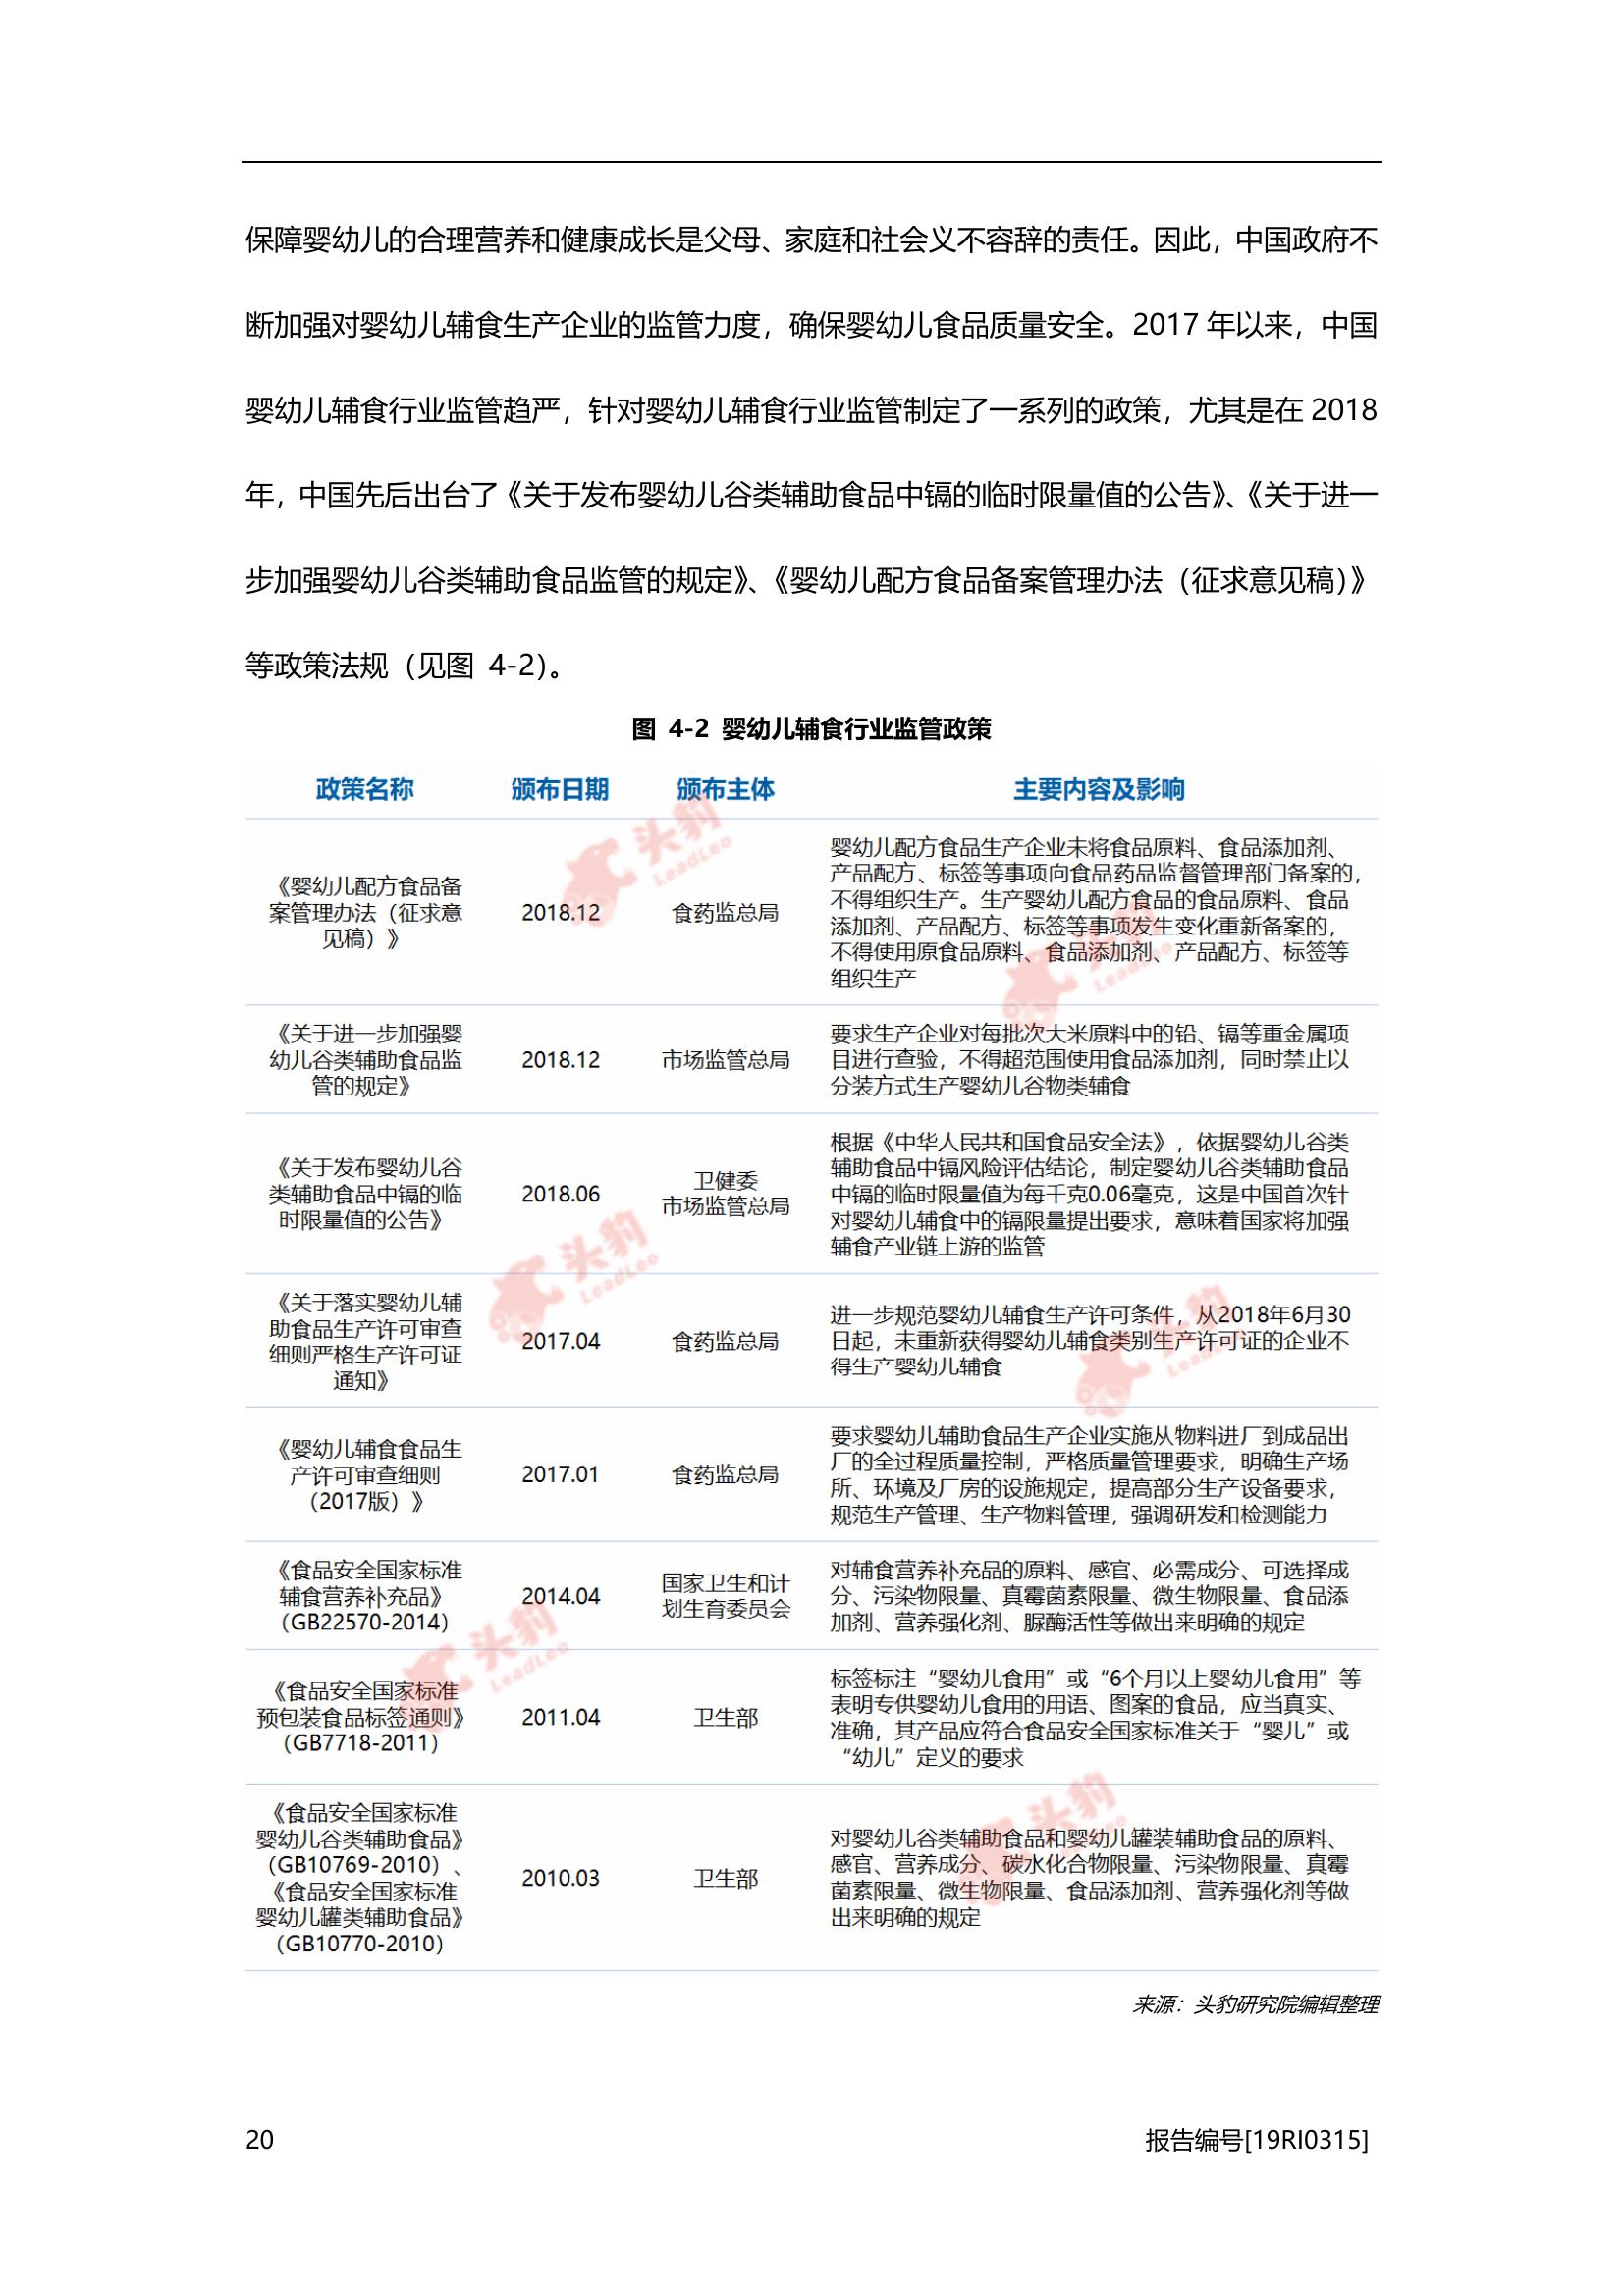 保障婴幼儿的合理营养和健康成长是父母、家庭和社会义不容辞的责任。因此，中国政府不
断加强对婴幼儿辅食生产企业的监管力度，确保婴幼儿食品质量安全。2017 年以来，中国
婴幼儿辅食行业监管趋严，针对婴幼儿辅食行业监管制定了一系列的政策，尤其是在 2018
年，中国先后出台了《关于发布婴幼儿谷类辅助食品中镉的临时限量值的公告》、《关于进一
步加强婴幼儿谷类辅助食品监管的规定》、《婴幼儿配方食品备案管理办法（征求意见稿）》
等政策法规（见图 4-2）。
图 4-2 婴幼儿辅食行业监管政策
政策名称 颁布日期 颁布主体 主要内容及影响
《婴幼儿配方食品备
案管理办法（征求意
见稿）》
2018.12
食药监总局
婴幼儿配方食品生产企业未将食品原料、食品添加剂、
产品配方、标签等事项向食品药品监督管理部门备案的，
不得组织生产。生产婴幼儿配方食品的食品原料、食品
添加剂、产品配方、标签等事项发生变化重新备案的，
不得使用原食品原料、食品添加剂、产品配方、标签等
组织生产
《关于进一步加强婴
幼儿谷类辅助食品监
管的规定》
2018.12
市场监管总局
要求生产企业对每批次大米原料中的铅、镉等重金属项
目进行查验，不得超范围使用食品添加剂，同时禁止以
分装方式生产婴幼儿谷物类辅食
《关于发布婴幼儿谷
类辅助食品中镉的临
时限量值的公告》
2018.06
卫健委
市场监管总局
根据《中华人民共和国食品安全法》，依据婴幼儿谷类
辅助食品中镉风险评估结论，制定婴幼儿谷类辅助食品
中镉的临时限量值为每千克0.06毫克，这是中国首次针
对婴幼儿辅食中的镉限量提出要求，意味着国家将加强
辅食产业链上游的监管
《关于落实婴幼儿辅
助食品生产许可审查
细则严格生产许可证
通知》
2017.04
食药监总局
进一步规范婴幼儿辅食生产许可条件，从2018年6月30
日起，未重新获得婴幼儿辅食类别生产许可证的企业不
得生产婴幼儿辅食
《婴幼儿辅食食品生
产许可审查细则
（2017版）》
2017.01
食药监总局
要求婴幼儿辅助食品生产企业实施从物料进厂到成品出
厂的全过程质量控制，严格质量管理要求，明确生产场
所、环境及厂房的设施规定，提高部分生产设备要求，
规范生产管理、生产物料管理，强调研发和检测能力
《食品安全国家标准
辅食营养补充品》
（GB22570-2014）
2014.04
国家卫生和计
划生育委员会
对辅食营养补充品的原料、感官、必需成分、可选择成
分、污染物限量、真霉菌素限量、微生物限量、食品添
加剂、营养强化剂、脲酶活性等做出来明确的规定
《食品安全国家标准
预包装食品标签通则》
（GB7718-2011）
2011.04
卫生部
标签标注“婴幼儿食用”或“6个月以上婴幼儿食用”等
表明专供婴幼儿食用的用语、图案的食品，应当真实、
准确，其产品应符合食品安全国家标准关于“婴儿”或
“幼儿”定义的要求
《食品安全国家标准
婴幼儿谷类辅助食品》
（GB10769-2010）、
《食品安全国家标准
婴幼儿罐类辅助食品》
（GB10770-2010）
2010.03
卫生部
对婴幼儿谷类辅助食品和婴幼儿罐装辅助食品的原料、
感官、营养成分、碳水化合物限量、污染物限量、真霉
菌素限量、微生物限量、食品添加剂、营养强化剂等做
出来明确的规定
头豹
LeadLeo
头豹
LeadLeo
头豹
LeadLeo
头豹
LeadLeo
头豹
LeadLeo
头豹
LeadLeo
来源：头豹研究院编辑整理
20 报告编号[19RI0315]